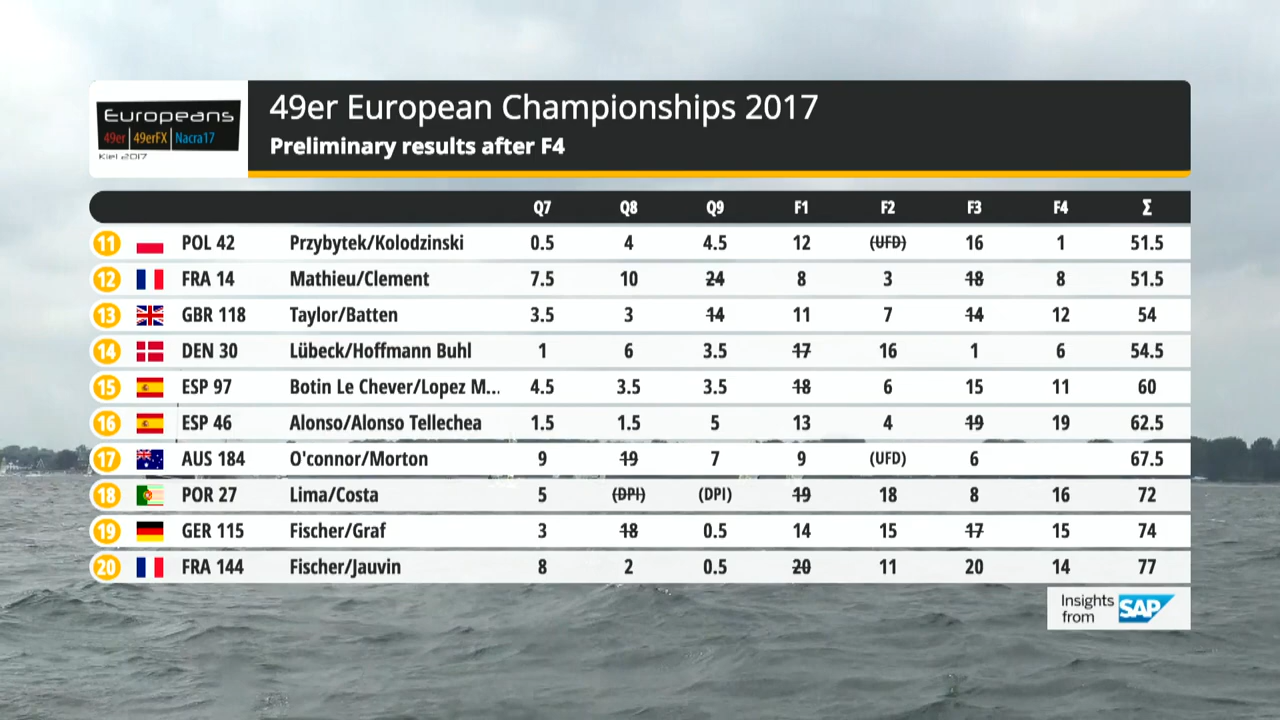 Europeans
49er | 49erFX | Nacra17
Kiel 2017
49er European Championships 2017
Preliminary results after F4
Q7 Q8 Q9 F1 F2 F3 F4 Σ
11 POL 42 Przybytek/Kolodzinski 0.5 4 4.5 12 (UFD) 16 1 51.5
12 FRA 14 Mathieu/Clement 7.5 10 24 8 3 18 8 51.5
13 GBR 118 Taylor/Batten 3.5 3 14 11 7 14 12 54
14 DEN 30 Lübeck/Hoffmann Buhl 1 6 3.5 17 16 1 6 54.5
15 ESP 97 Botin Le Chever/Lopez M... 4.5 3.5 3.5 18 6 15 11 60
16 ESP 46 Alonso/Alonso Tellechea 1.5 1.5 5 13 4 19 19 62.5
17 AUS 184 O'connor/Morton 9 19 7 9 (UFD) 6 67.5
18 POR 27 Lima/Costa 5 (DPI) (DPI) 19 18 8 16 72
19 GER 115 Fischer/Graf 3 18 0.5 14 15 17 15 74
20 FRA 144 Fischer/Jauvin 8 2 0.5 20 11 20 14 77
Insights
from SAP